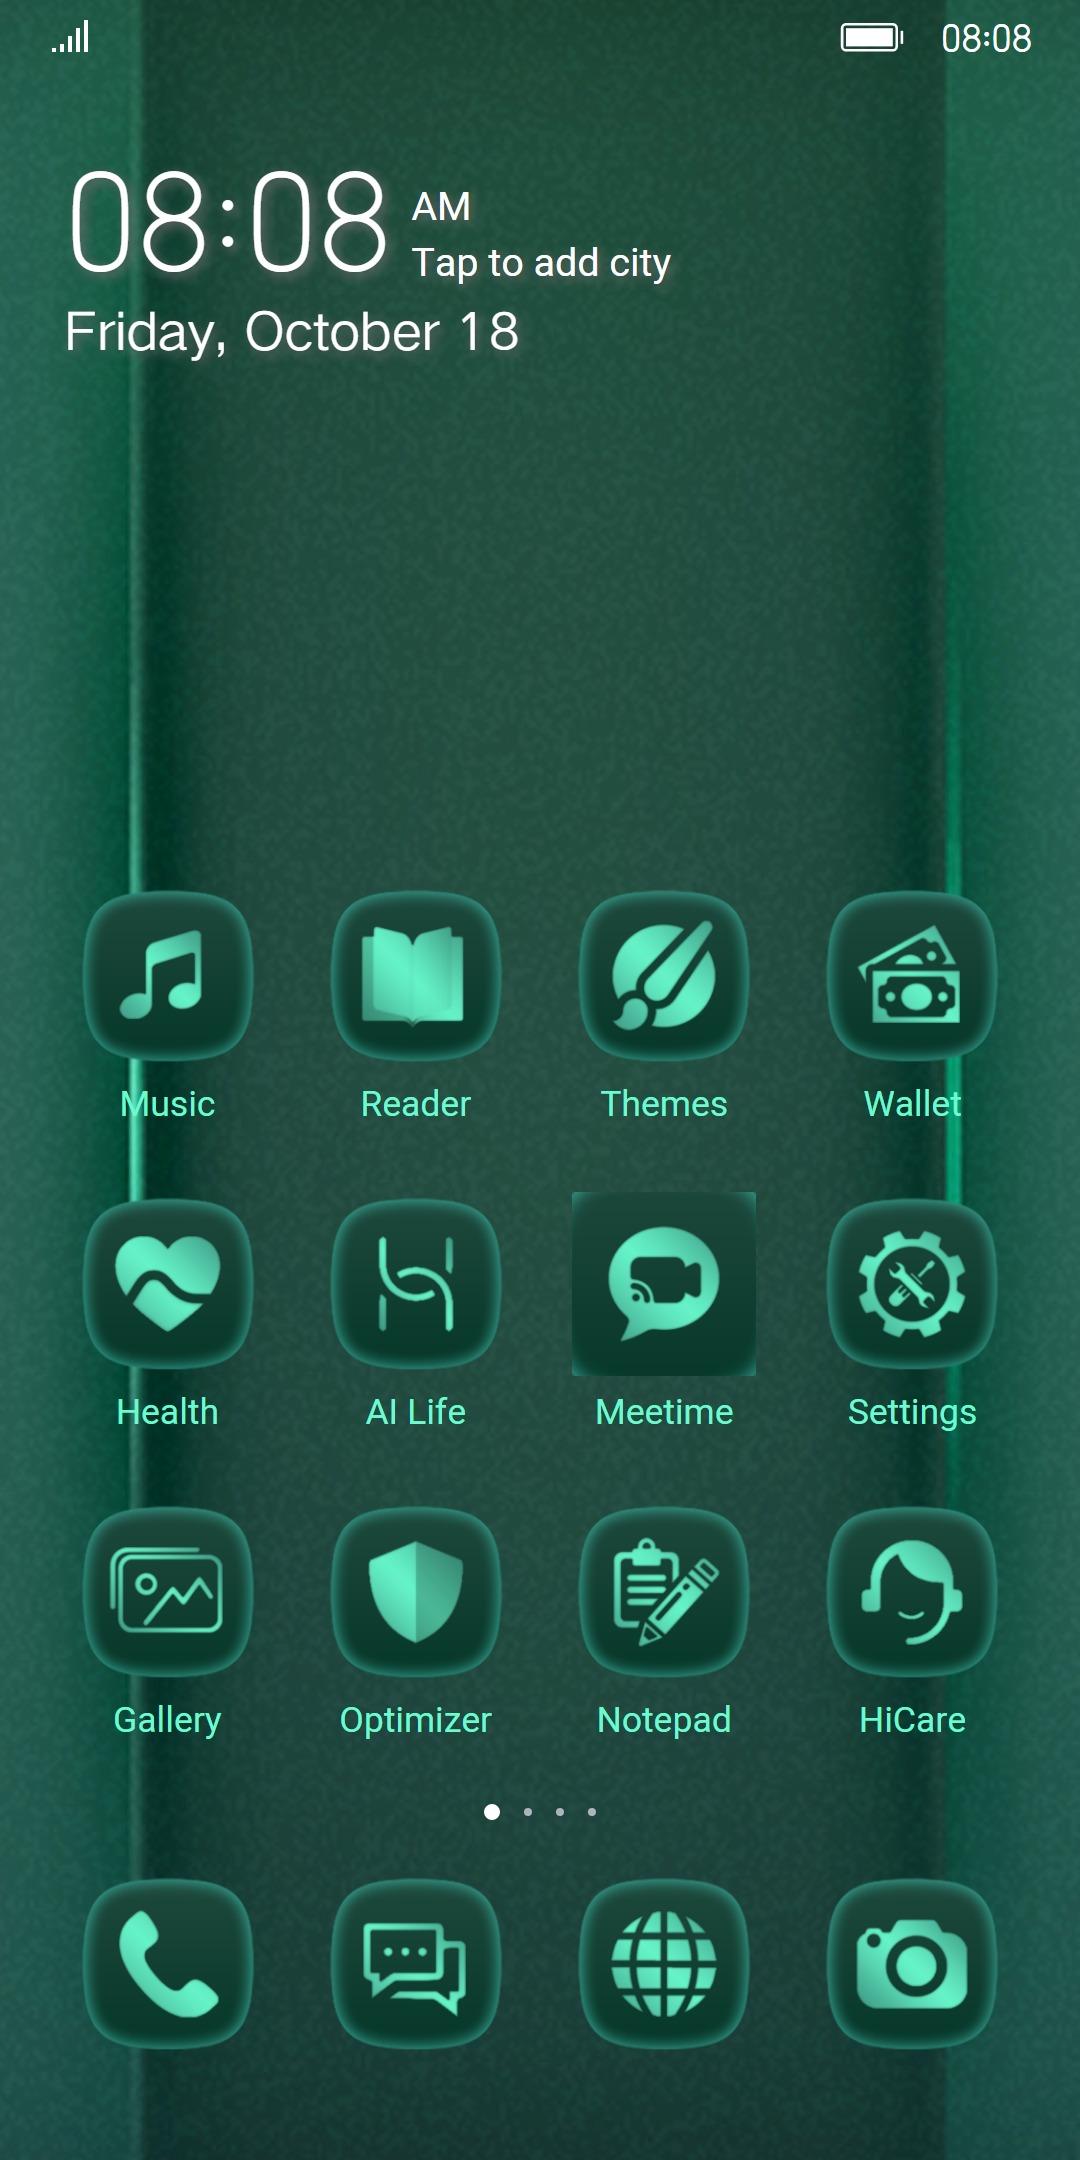 08:08
08:08 AM
Tap to add city
Friday, October 18
Music Reader Themes Wallet
Health AI Life Meetime Settings
Gallery Optimizer Notepad HiCare